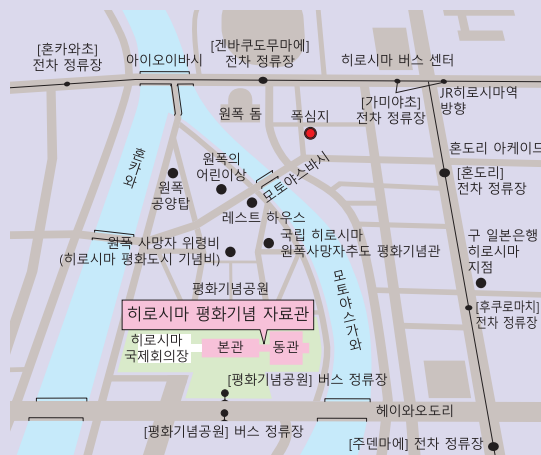 [혼카와초]
전차 정류장
아이오이바시
[겐바쿠도무마에]
전차 정류장
히로시마 버스 센터
[가미야초]
전차 정류장
JR히로시마역
방향
원폭 돔
폭심지
혼도리 아케이드
혼카와
원폭의
어린이상
모토야스바시
[혼도리]
전차 정류장
원폭
공양탑
레스트 하우스
원폭 사망자 위령비
(히로시마 평화도시 기념비)
국립 히로시마
원폭사망자추도 평화기념관
구 일본은행
히로시마
지점
모토야스가와
평화기념공원
히로시마 평화기념 자료관
[후쿠로마치]
전차 정류장
히로시마
국제회의장
본관
동관
[평화기념공원] 버스 정류장
헤이와오도리
[평화기념공원] 버스 정류장
[주덴마에] 전차 정류장